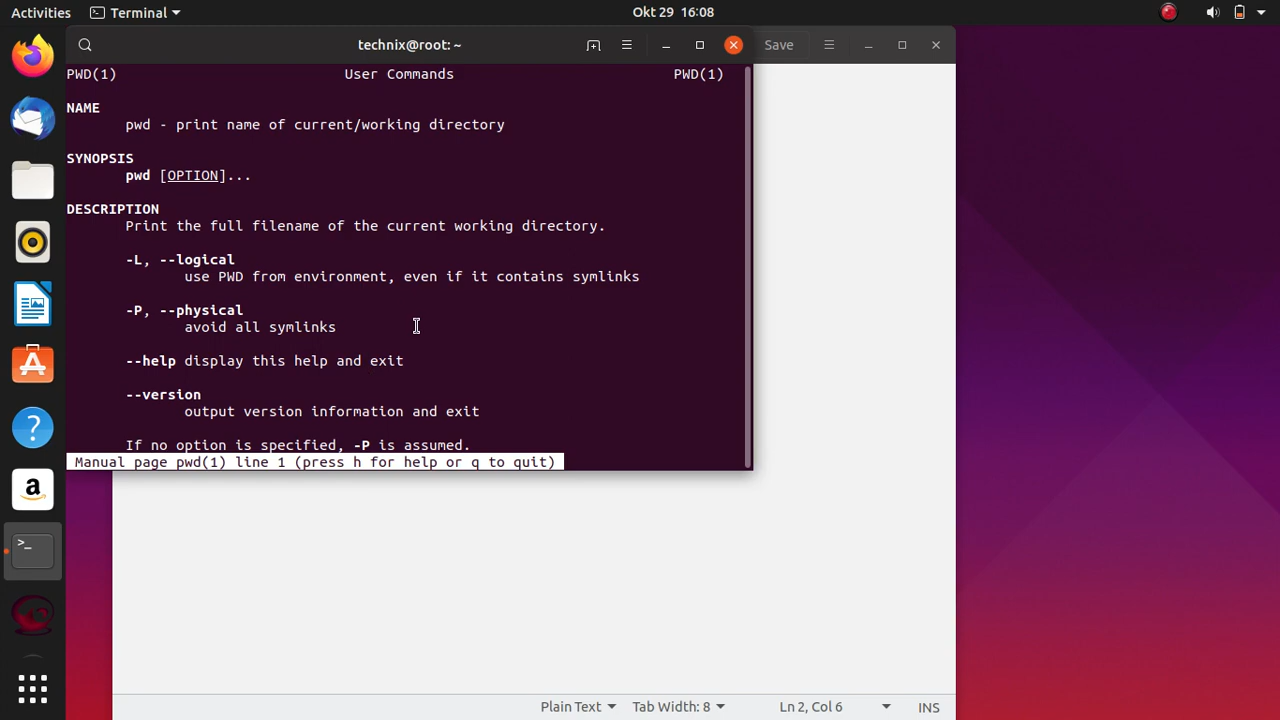 Activities Terminal Okt 29 16:08
technix@root: ~ Save
PWD(1) User Commands PWD(1)
NAME
pwd - print name of current/working directory
SYNOPSIS
pwd [OPTION]...
DESCRIPTION
Print the full filename of the current working directory.
-L, --logical
use PWD from environment, even if it contains symlinks
-P, --physical
avoid all symlinks
--help display this help and exit
--version
output version information and exit
If no option is specified, -P is assumed.
Manual page pwd(1) line 1 (press h for help or q to quit)
Plain Text Tab Width: 8 Ln 2, Col 6 INS